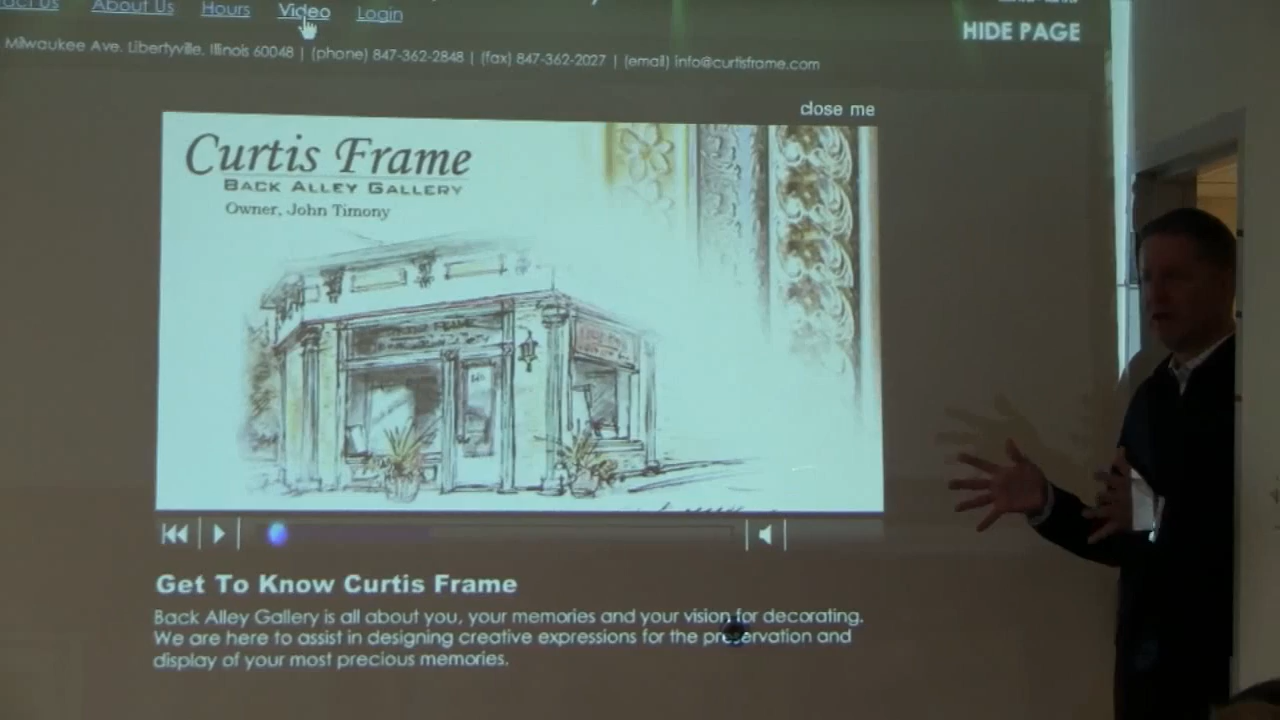 About Us Hours Video Login
HIDE PAGE
Milwaukee Ave. Libertyville, Illinois 60048 | (phone) 847-362-2848 | (fax) 847-362-2027 | (email) info@curtisframe.com
close me
Curtis Frame
BACK ALLEY GALLERY
Owner, John Timony
Get To Know Curtis Frame
Back Alley Gallery is all about you, your memories and your vision for decorating.
We are here to assist in designing creative expressions for the preservation and
display of your most precious memories.